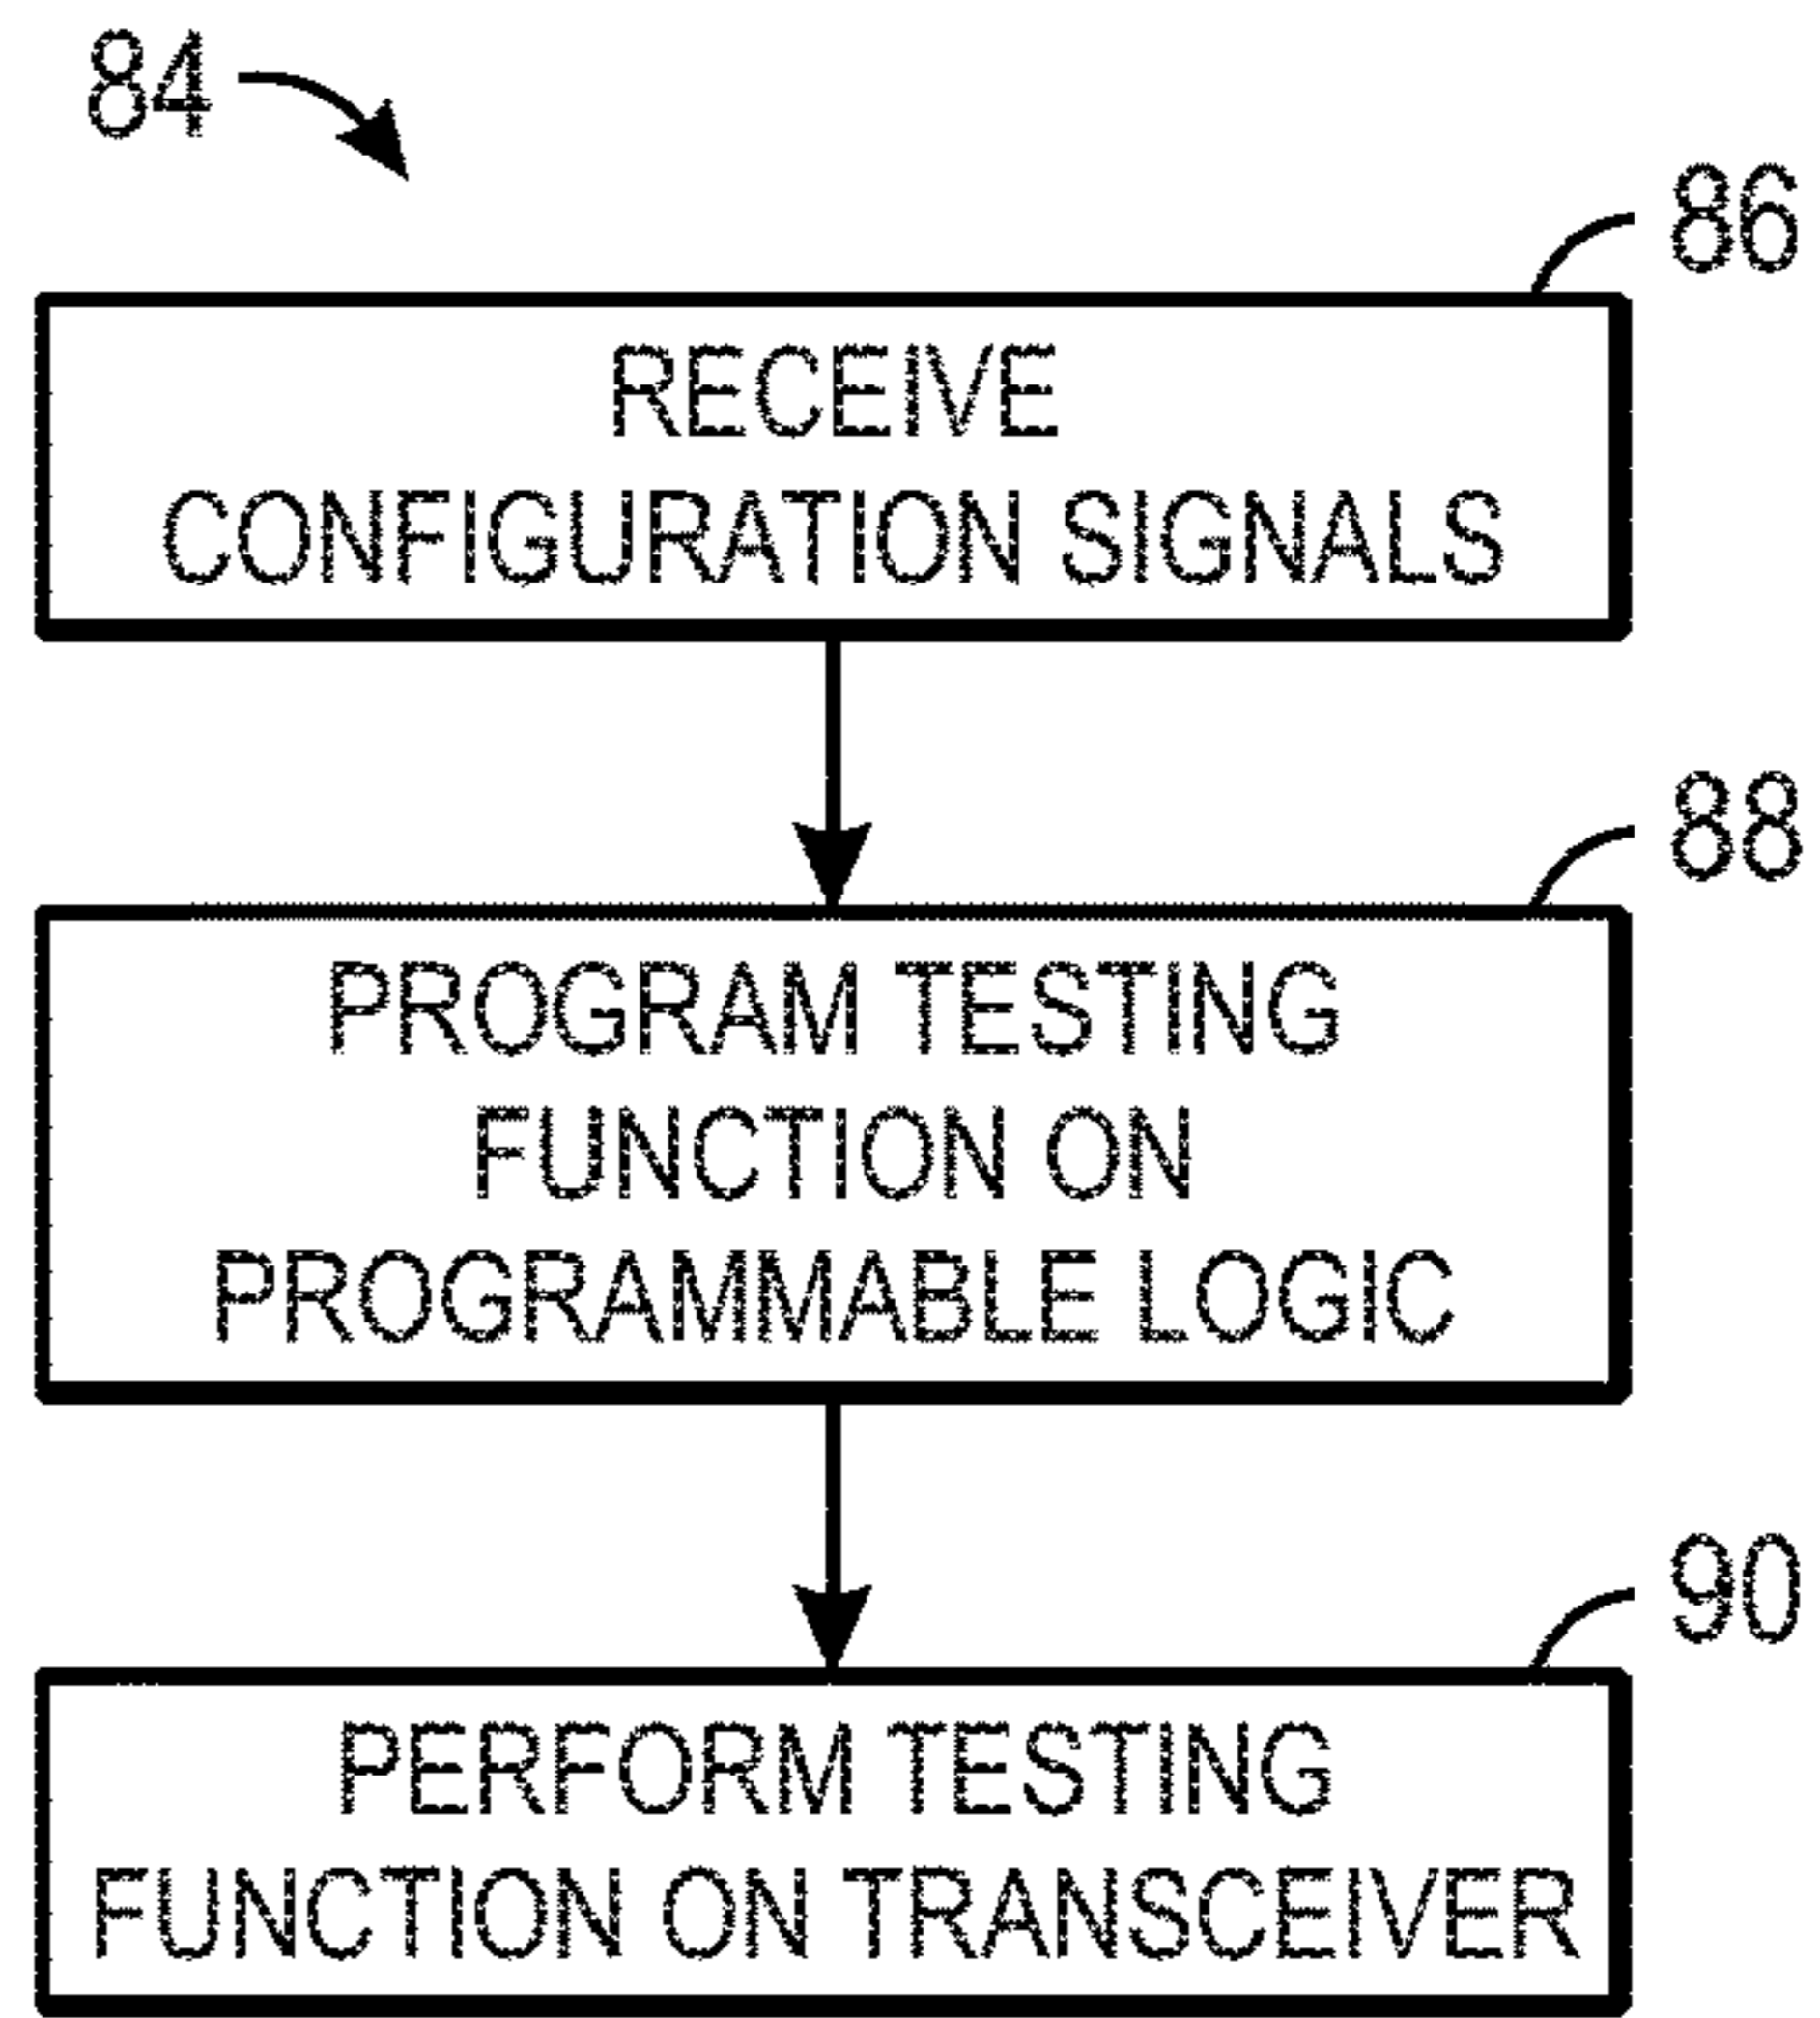 84
86
RECEIVE
CONFIGURATION SIGNALS
88
PROGRAM TESTING
FUNCTION ON
PROGRAMMABLE LOGIC
90
PERFORM TESTING
FUNCTION ON TRANSCEIVER